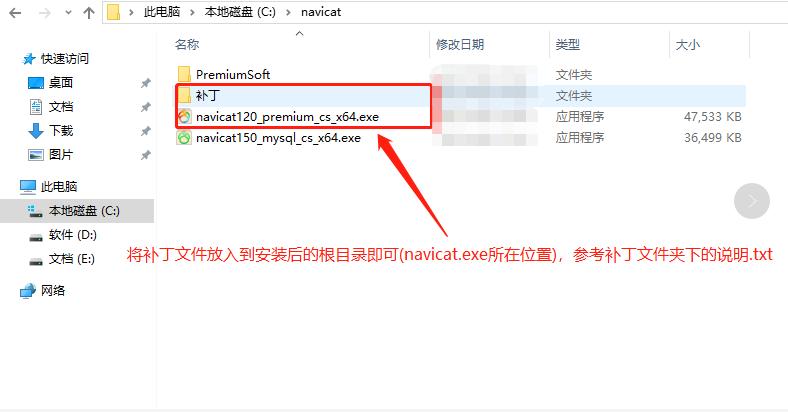 此电脑 › 本地磁盘 (C:) › navicat
名称 修改日期 类型 大小
快速访问
桌面
文档
下载
图片
此电脑
本地磁盘 (C:)
软件 (D:)
文档 (E:)
网络
PremiumSoft 文件夹
补丁 文件夹
navicat120_premium_cs_x64.exe 应用程序 47,533 KB
navicat150_mysql_cs_x64.exe 应用程序 36,499 KB
将补丁文件放入到安装后的根目录即可(navicat.exe所在位置)，参考补丁文件夹下的说明.txt